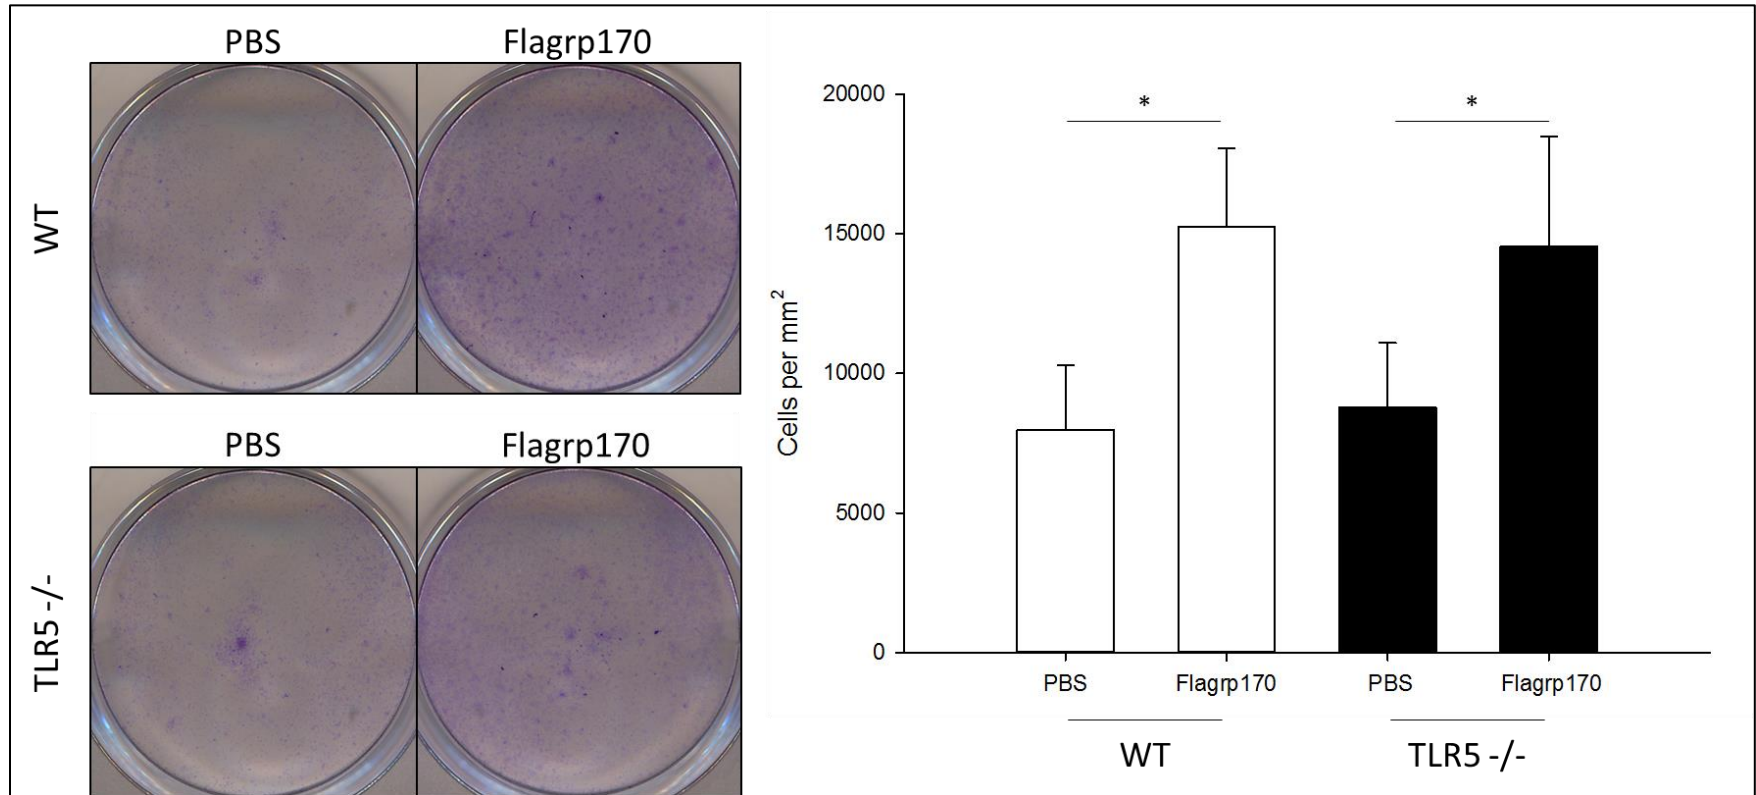 PBS Flagrp170
WT
PBS Flagrp170
TLR5 -/-
Cells per mm²
20000
15000
10000
5000
0
* *
PBS Flagrp170 PBS Flagrp170
WT TLR5 -/-